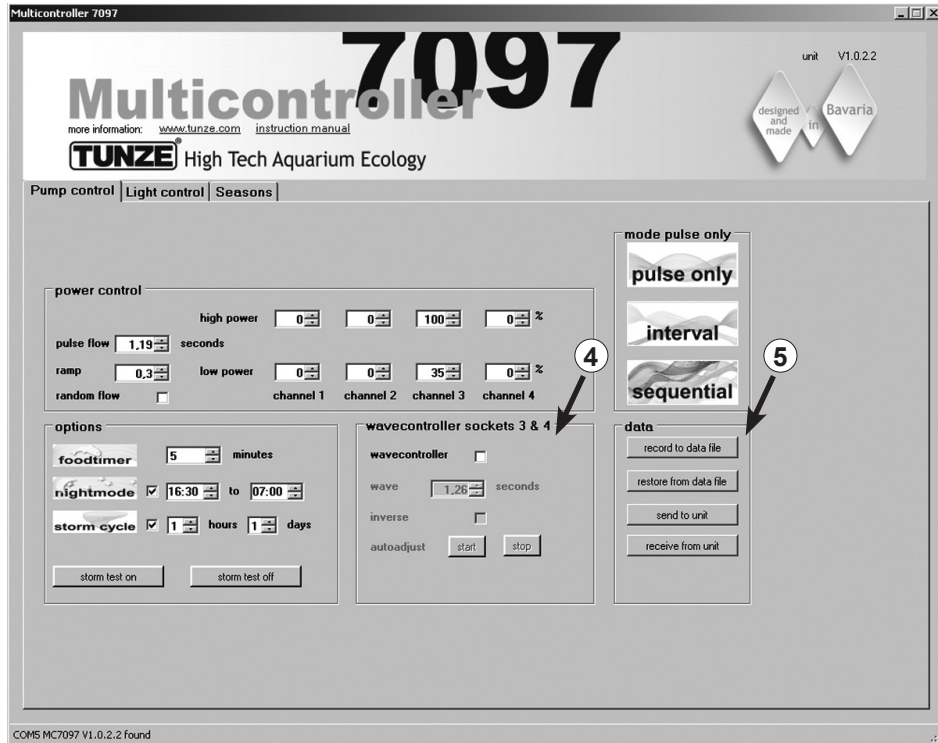 Multicontroller 7097
7097
Multicontroller
unit V1.0.2.2
designed and made in Bavaria
more information: www.tunze.com instruction manual
TUNZE® High Tech Aquarium Ecology
Pump control Light control Seasons
mode pulse only
pulse only
interval
sequential
power control
high power 0 0 100 0 %
pulse flow 1,19 seconds
ramp 0,3 low power 0 0 35 0 %
random flow channel 1 channel 2 channel 3 channel 4
4
5
options
foodtimer 5 minutes
nightmode 16:30 to 07:00
storm cycle 1 hours 1 days
storm test on storm test off
wavecontroller sockets 3 & 4
wavecontroller
wave 1,26 seconds
inverse
autoadjust start stop
data
record to data file
restore from data file
send to unit
receive from unit
COM5 MC7097 V1.0.2.2 found